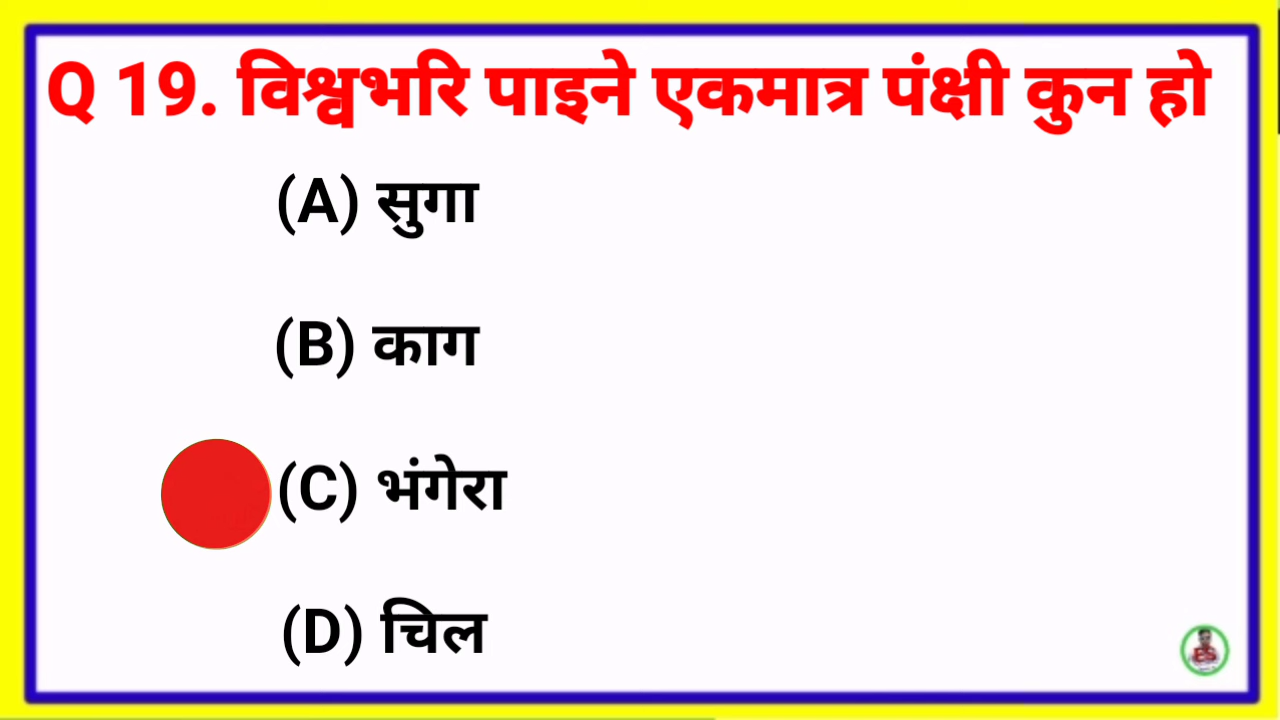 Q 19. विश्वभरि पाइने एकमात्र पंक्षी कुन हो
(A) सुगा
(B) काग
(C) भंगेरा
(D) चिल